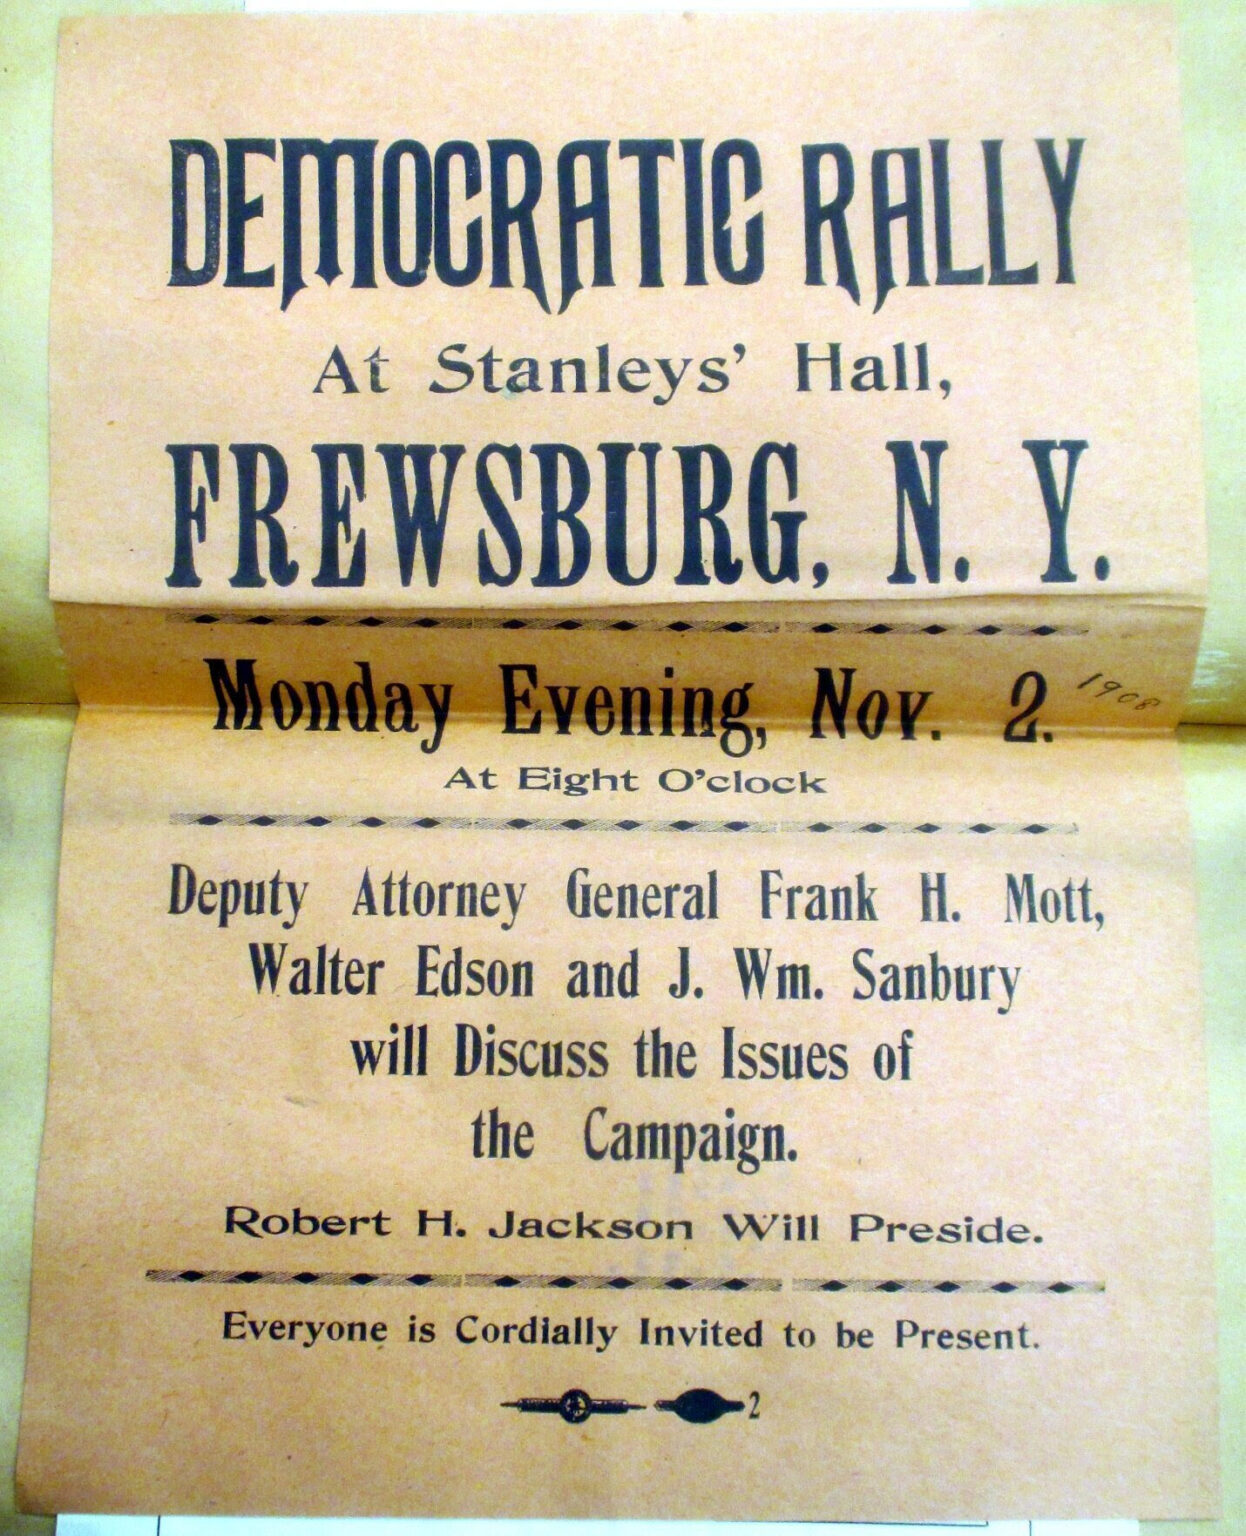 DEMOCRATIC RALLY
At Stanleys' Hall,
FREWSBURG, N. Y.
Monday Evening, Nov. 2. 1908
At Eight O'clock
Deputy Attorney General Frank H. Mott,
Walter Edson and J. Wm. Sanbury
will Discuss the Issues of
the Campaign.
Robert H. Jackson Will Preside.
Everyone is Cordially Invited to be Present.
2